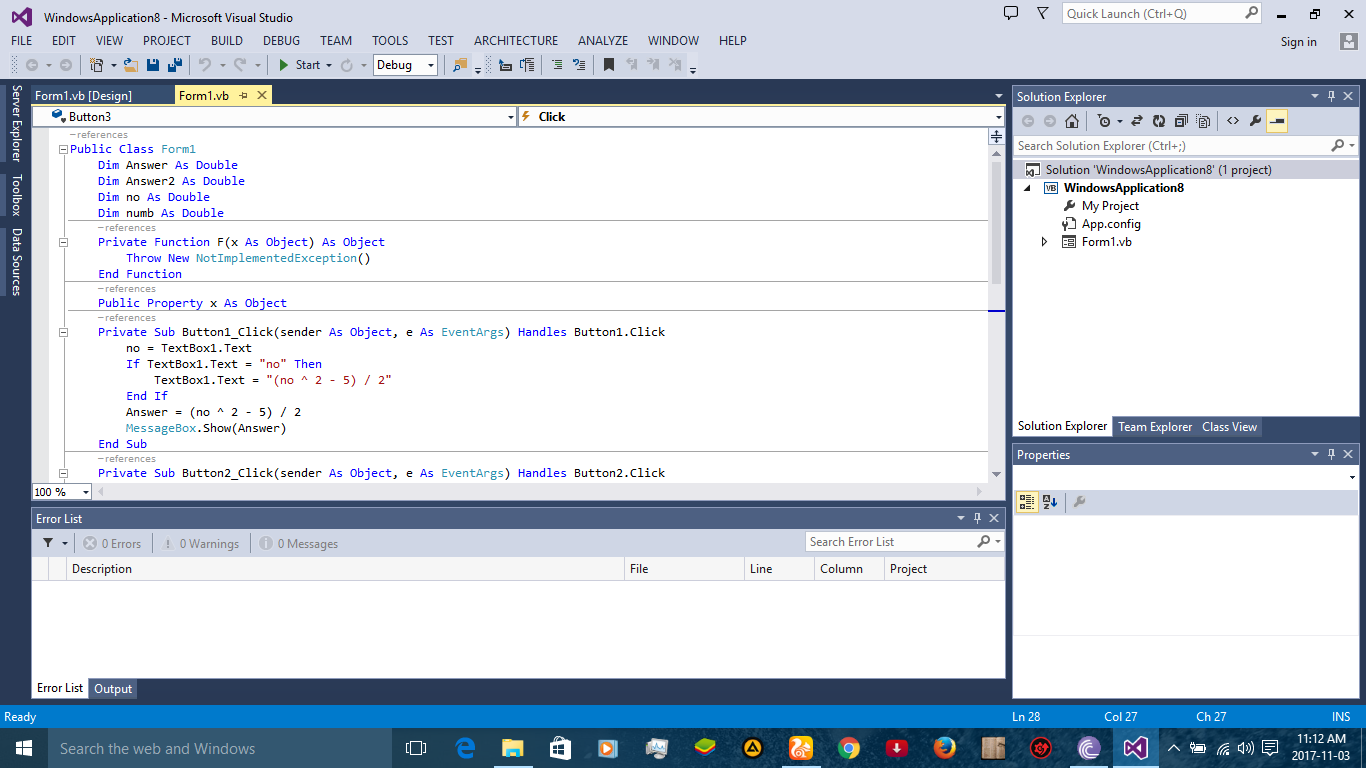 WindowsApplication8 - Microsoft Visual Studio
Quick Launch (Ctrl+Q)
FILE EDIT VIEW PROJECT BUILD DEBUG TEAM TOOLS TEST ARCHITECTURE ANALYZE WINDOW HELP
Sign in
Start
Debug
Server Explorer
Toolbox
Data Sources
Form1.vb [Design]
Form1.vb
Button3
Click
-references
Public Class Form1
Dim Answer As Double
Dim Answer2 As Double
Dim no As Double
Dim numb As Double
-references
Private Function F(x As Object) As Object
Throw New NotImplementedException()
End Function
-references
Public Property x As Object
-references
Private Sub Button1_Click(sender As Object, e As EventArgs) Handles Button1.Click
no = TextBox1.Text
If TextBox1.Text = "no" Then
TextBox1.Text = "(no ^ 2 - 5) / 2"
End If
Answer = (no ^ 2 - 5) / 2
MessageBox.Show(Answer)
End Sub
-references
Private Sub Button2_Click(sender As Object, e As EventArgs) Handles Button2.Click
100 %
Error List
0 Errors
0 Warnings
0 Messages
Search Error List
Description File Line Column Project
Error List
Output
Solution Explorer
Search Solution Explorer (Ctrl+;)
Solution 'WindowsApplication8' (1 project)
VB WindowsApplication8
My Project
App.config
Form1.vb
Solution Explorer
Team Explorer
Class View
Properties
Ready
Ln 28
Col 27
Ch 27
INS
Search the web and Windows
11:12 AM
2017-11-03